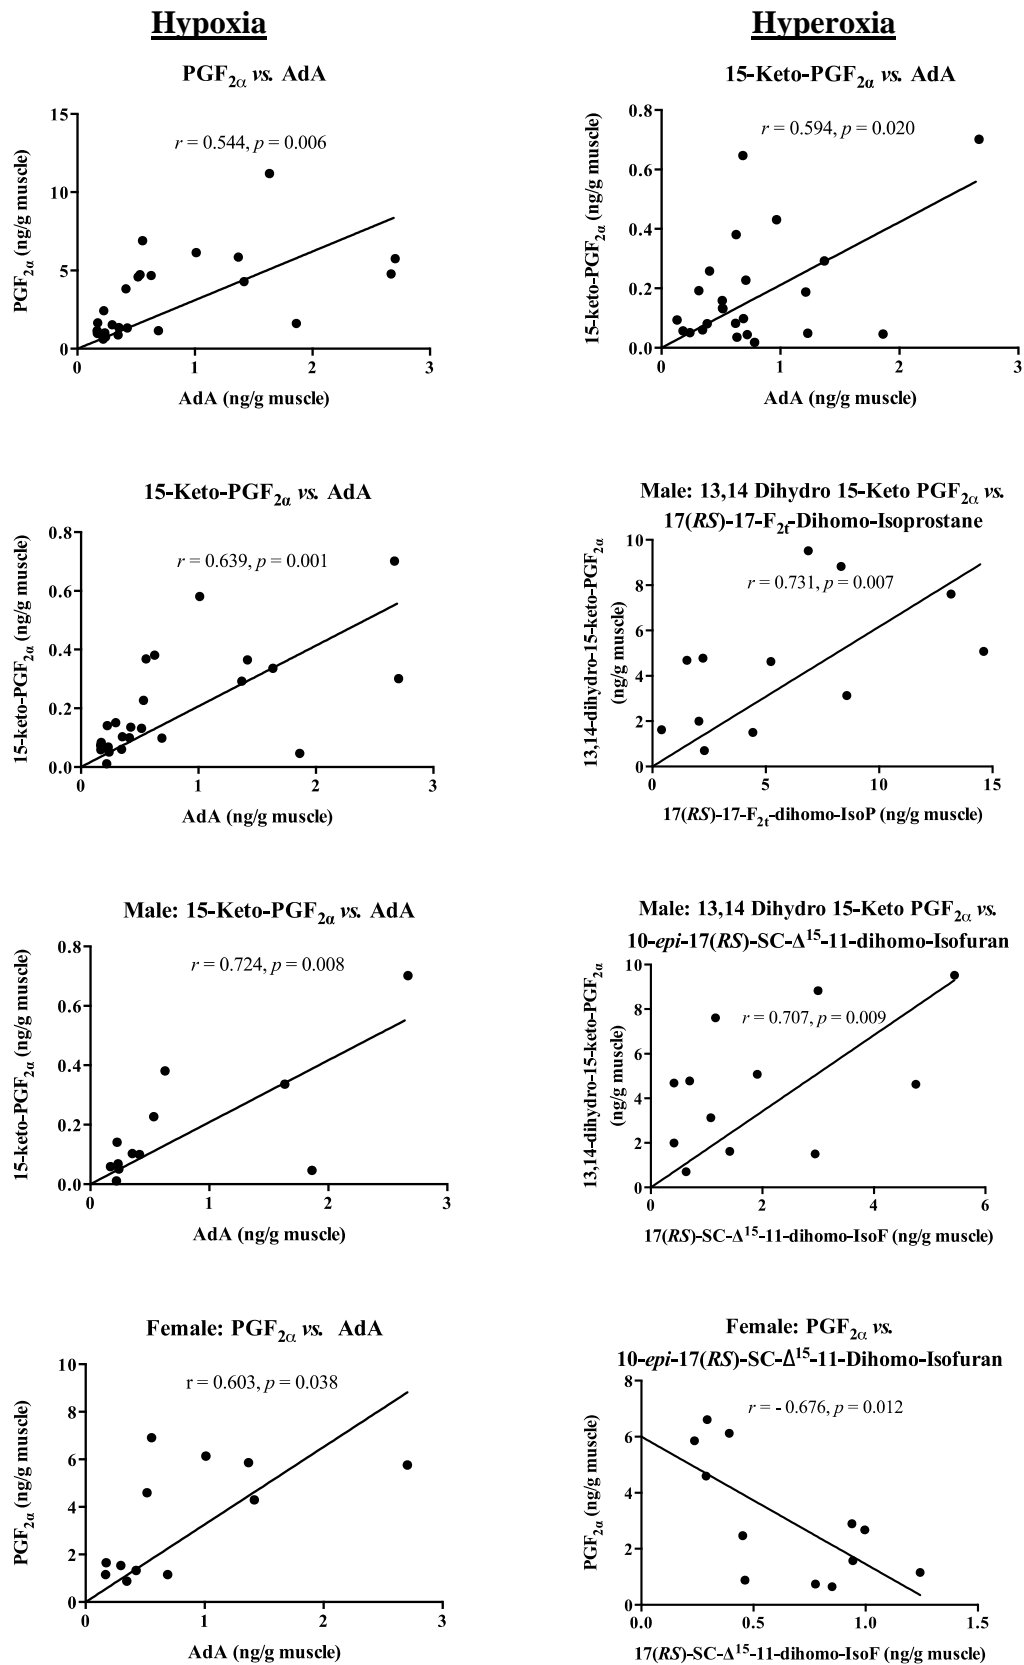 Hypoxia
Hyperoxia
PGF2α vs. AdA
r = 0.544, p = 0.006
15
10
5
0
0
1
2
3
PGF2α (ng/g muscle)
AdA (ng/g muscle)
15-Keto-PGF2α vs. AdA
r = 0.594, p = 0.020
0.8
0.6
0.4
0.2
0.0
0
1
2
3
15-keto-PGF2α (ng/g muscle)
AdA (ng/g muscle)
15-Keto-PGF2α vs. AdA
r = 0.639, p = 0.001
0.8
0.6
0.4
0.2
0.0
0
1
2
3
15-keto-PGF2α (ng/g muscle)
AdA (ng/g muscle)
Male: 13,14 Dihydro 15-Keto PGF2α vs.
17(RS)-17-F2t-Dihomo-Isoprostane
r = 0.731, p = 0.007
10
8
6
4
2
0
0
5
10
15
13,14-dihydro-15-keto-PGF2α
(ng/g muscle)
17(RS)-17-F2t-dihomo-IsoP (ng/g muscle)
Male: 15-Keto-PGF2α vs. AdA
r = 0.724, p = 0.008
0.8
0.6
0.4
0.2
0.0
0
1
2
3
15-keto-PGF2α (ng/g muscle)
AdA (ng/g muscle)
Male: 13,14 Dihydro 15-Keto PGF2α vs.
10-epi-17(RS)-SC-Δ15-11-dihomo-Isofuran
r = 0.707, p = 0.009
10
8
6
4
2
0
0
2
4
6
13,14-dihydro-15-keto-PGF2α
(ng/g muscle)
17(RS)-SC-Δ15-11-dihomo-IsoF (ng/g muscle)
Female: PGF2α vs. AdA
r = 0.603, p = 0.038
10
8
6
4
2
0
0
1
2
3
PGF2α (ng/g muscle)
AdA (ng/g muscle)
Female: PGF2α vs.
10-epi-17(RS)-SC-Δ15-11-Dihomo-Isofuran
r = - 0.676, p = 0.012
8
6
4
2
0
0.0
0.5
1.0
1.5
PGF2α (ng/g muscle)
17(RS)-SC-Δ15-11-dihomo-IsoF (ng/g muscle)